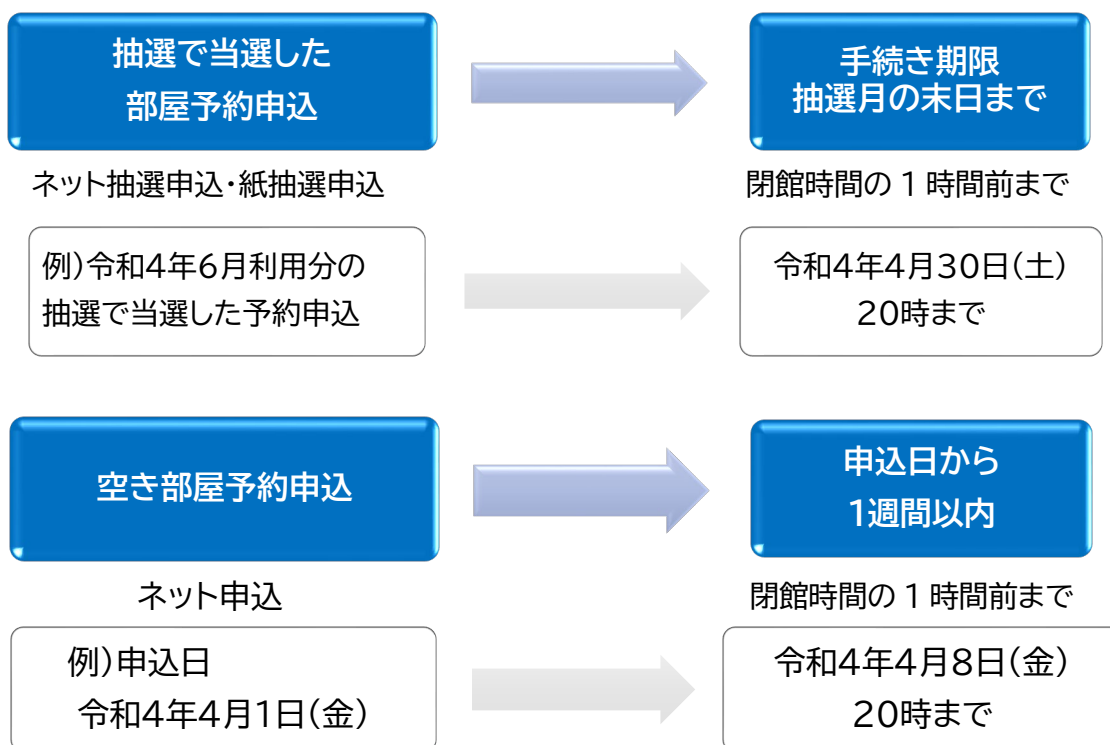 抽選で当選した
部屋予約申込
手続き期限
抽選月の末日まで
ネット抽選申込・紙抽選申込
閉館時間の1時間前まで
例)令和4年6月利用分の
抽選で当選した予約申込
令和4年4月30日(土)
20時まで
空き部屋予約申込
申込日から
1週間以内
ネット申込
閉館時間の1時間前まで
例)申込日
令和4年4月1日(金)
令和4年4月8日(金)
20時まで